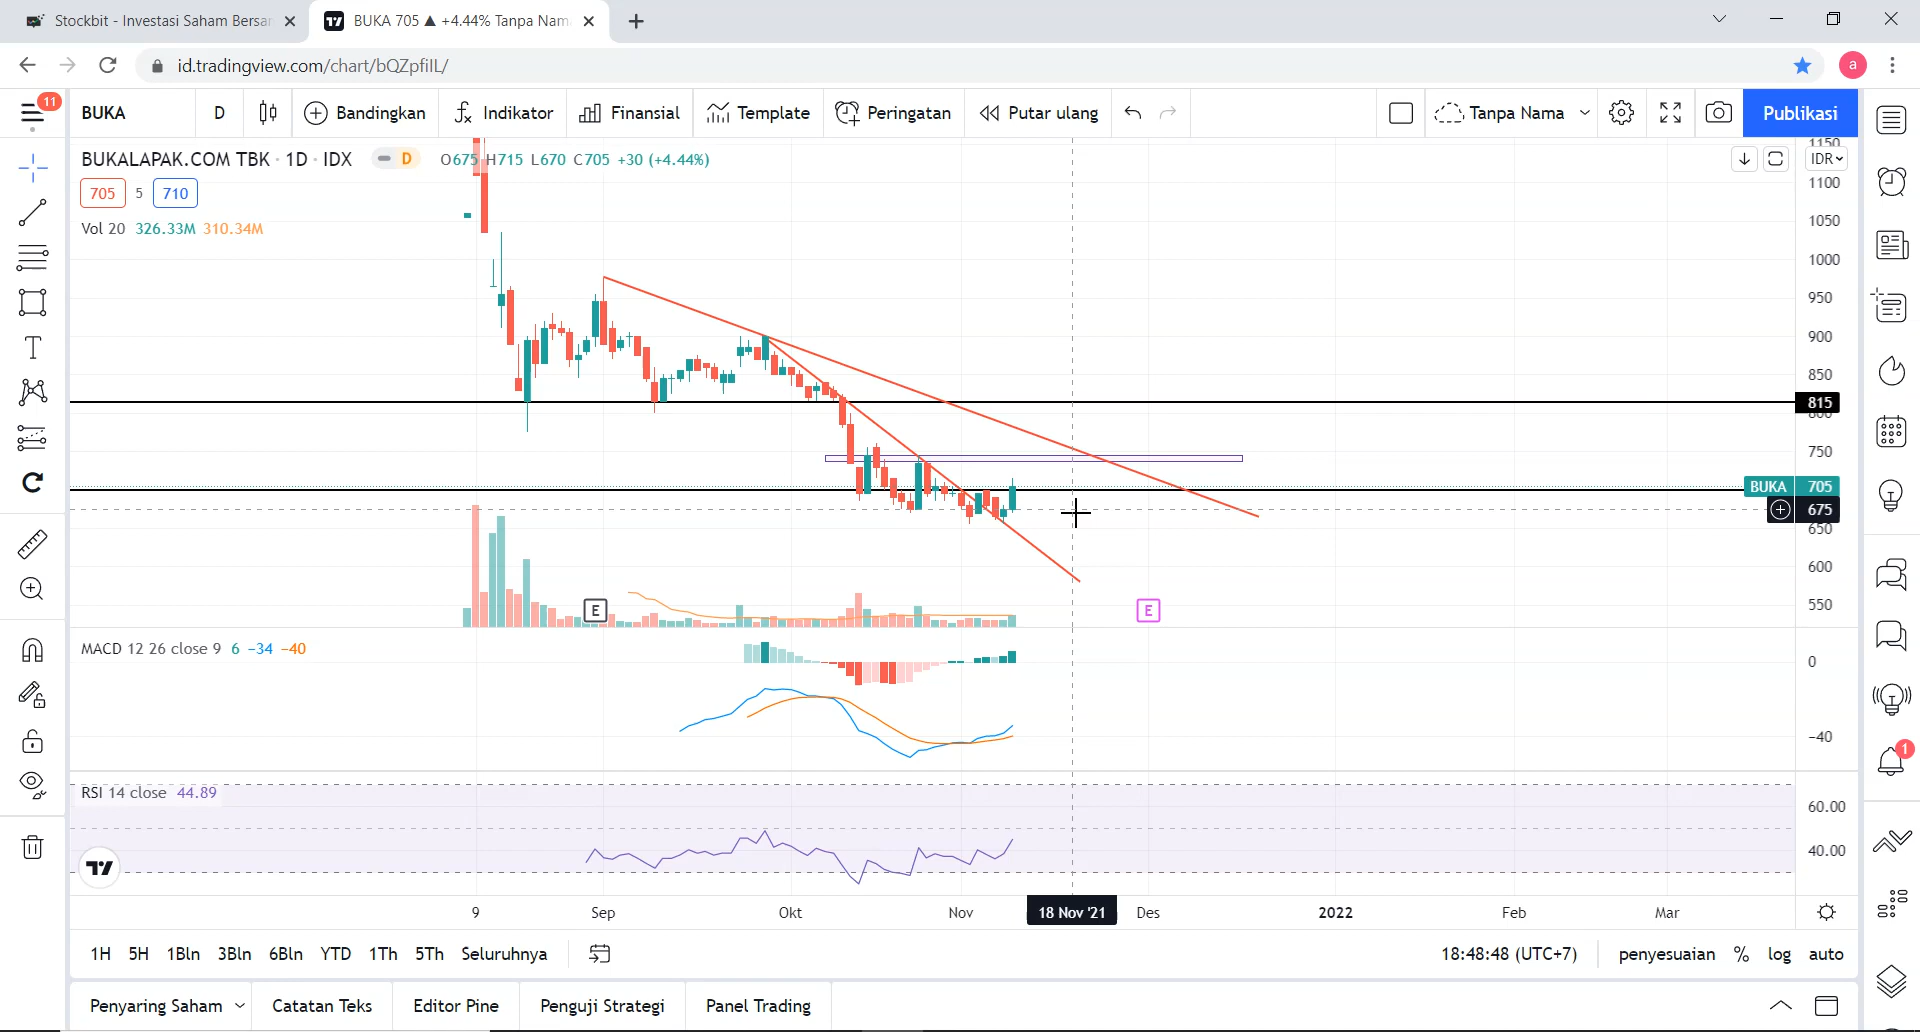 Stockbit - Investasi Saham Bersa
BUKA 705 ▲ +4.44% Tanpa Nam
id.tradingview.com/chart/bQZpfilL/
a
11
BUKA
D
Bandingkan
Indikator
Finansial
Template
Peringatan
Putar ulang
Tanpa Nama
Publikasi
BUKALAPAK.COM TBK · 1D · IDX
D
O675 H715 L670 C705 +30 (+4.44%)
IDR
705
5
710
Vol 20 326.33M 310.34M
1150
1100
1050
1000
950
900
850
815
800
750
BUKA 705
675
650
600
550
E
E
MACD 12 26 close 9 6 −34 −40
0
−40
1
RSI 14 close 44.89
60.00
40.00
9
Sep
Okt
Nov
18 Nov '21
Des
2022
Feb
Mar
1H
5H
1Bln
3Bln
6Bln
YTD
1Th
5Th
Seluruhnya
18:48:48 (UTC+7)
penyesuaian
%
log
auto
Penyaring Saham
Catatan Teks
Editor Pine
Penguji Strategi
Panel Trading